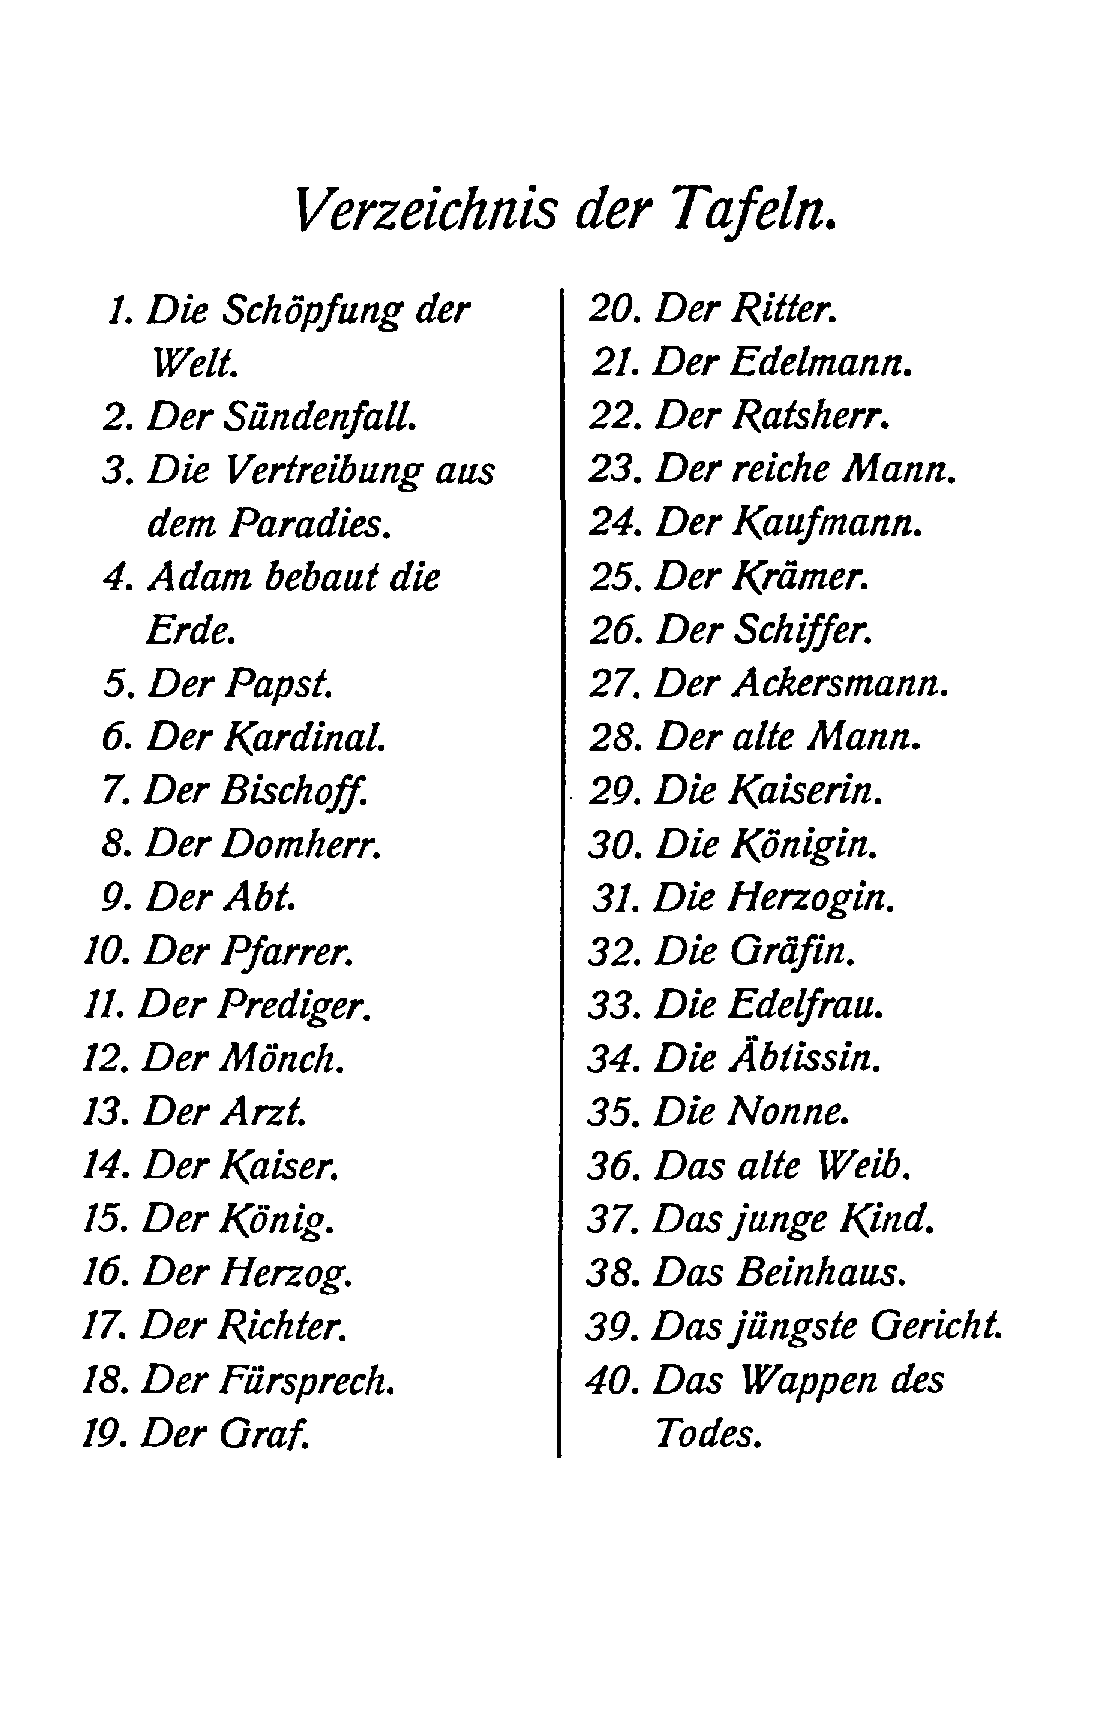 Verzeichnis der Tafeln.
1. Die Schöpfung der
Welt.
2. Der Sündenfall.
3. Die Vertreibung aus
dem Paradies.
4. Adam bebaut die
Erde.
5. Der Papst.
6. Der Kardinal.
7. Der Bischoff.
8. Der Domherr.
9. Der Abt.
10. Der Pfarrer.
11. Der Prediger.
12. Der Mönch.
13. Der Arzt.
14. Der Kaiser.
15. Der König.
16. Der Herzog.
17. Der Richter.
18. Der Fürsprech.
19. Der Graf.
20. Der Ritter.
21. Der Edelmann.
22. Der Ratsherr.
23. Der reiche Mann.
24. Der Kaufmann.
25. Der Krämer.
26. Der Schiffer.
27. Der Ackersmann.
28. Der alte Mann.
29. Die Kaiserin.
30. Die Königin.
31. Die Herzogin.
32. Die Gräfin.
33. Die Edelfrau.
34. Die Äbtissin.
35. Die Nonne.
36. Das alte Weib.
37. Das junge Kind.
38. Das Beinhaus.
39. Das jüngste Gericht.
40. Das Wappen des
Todes.